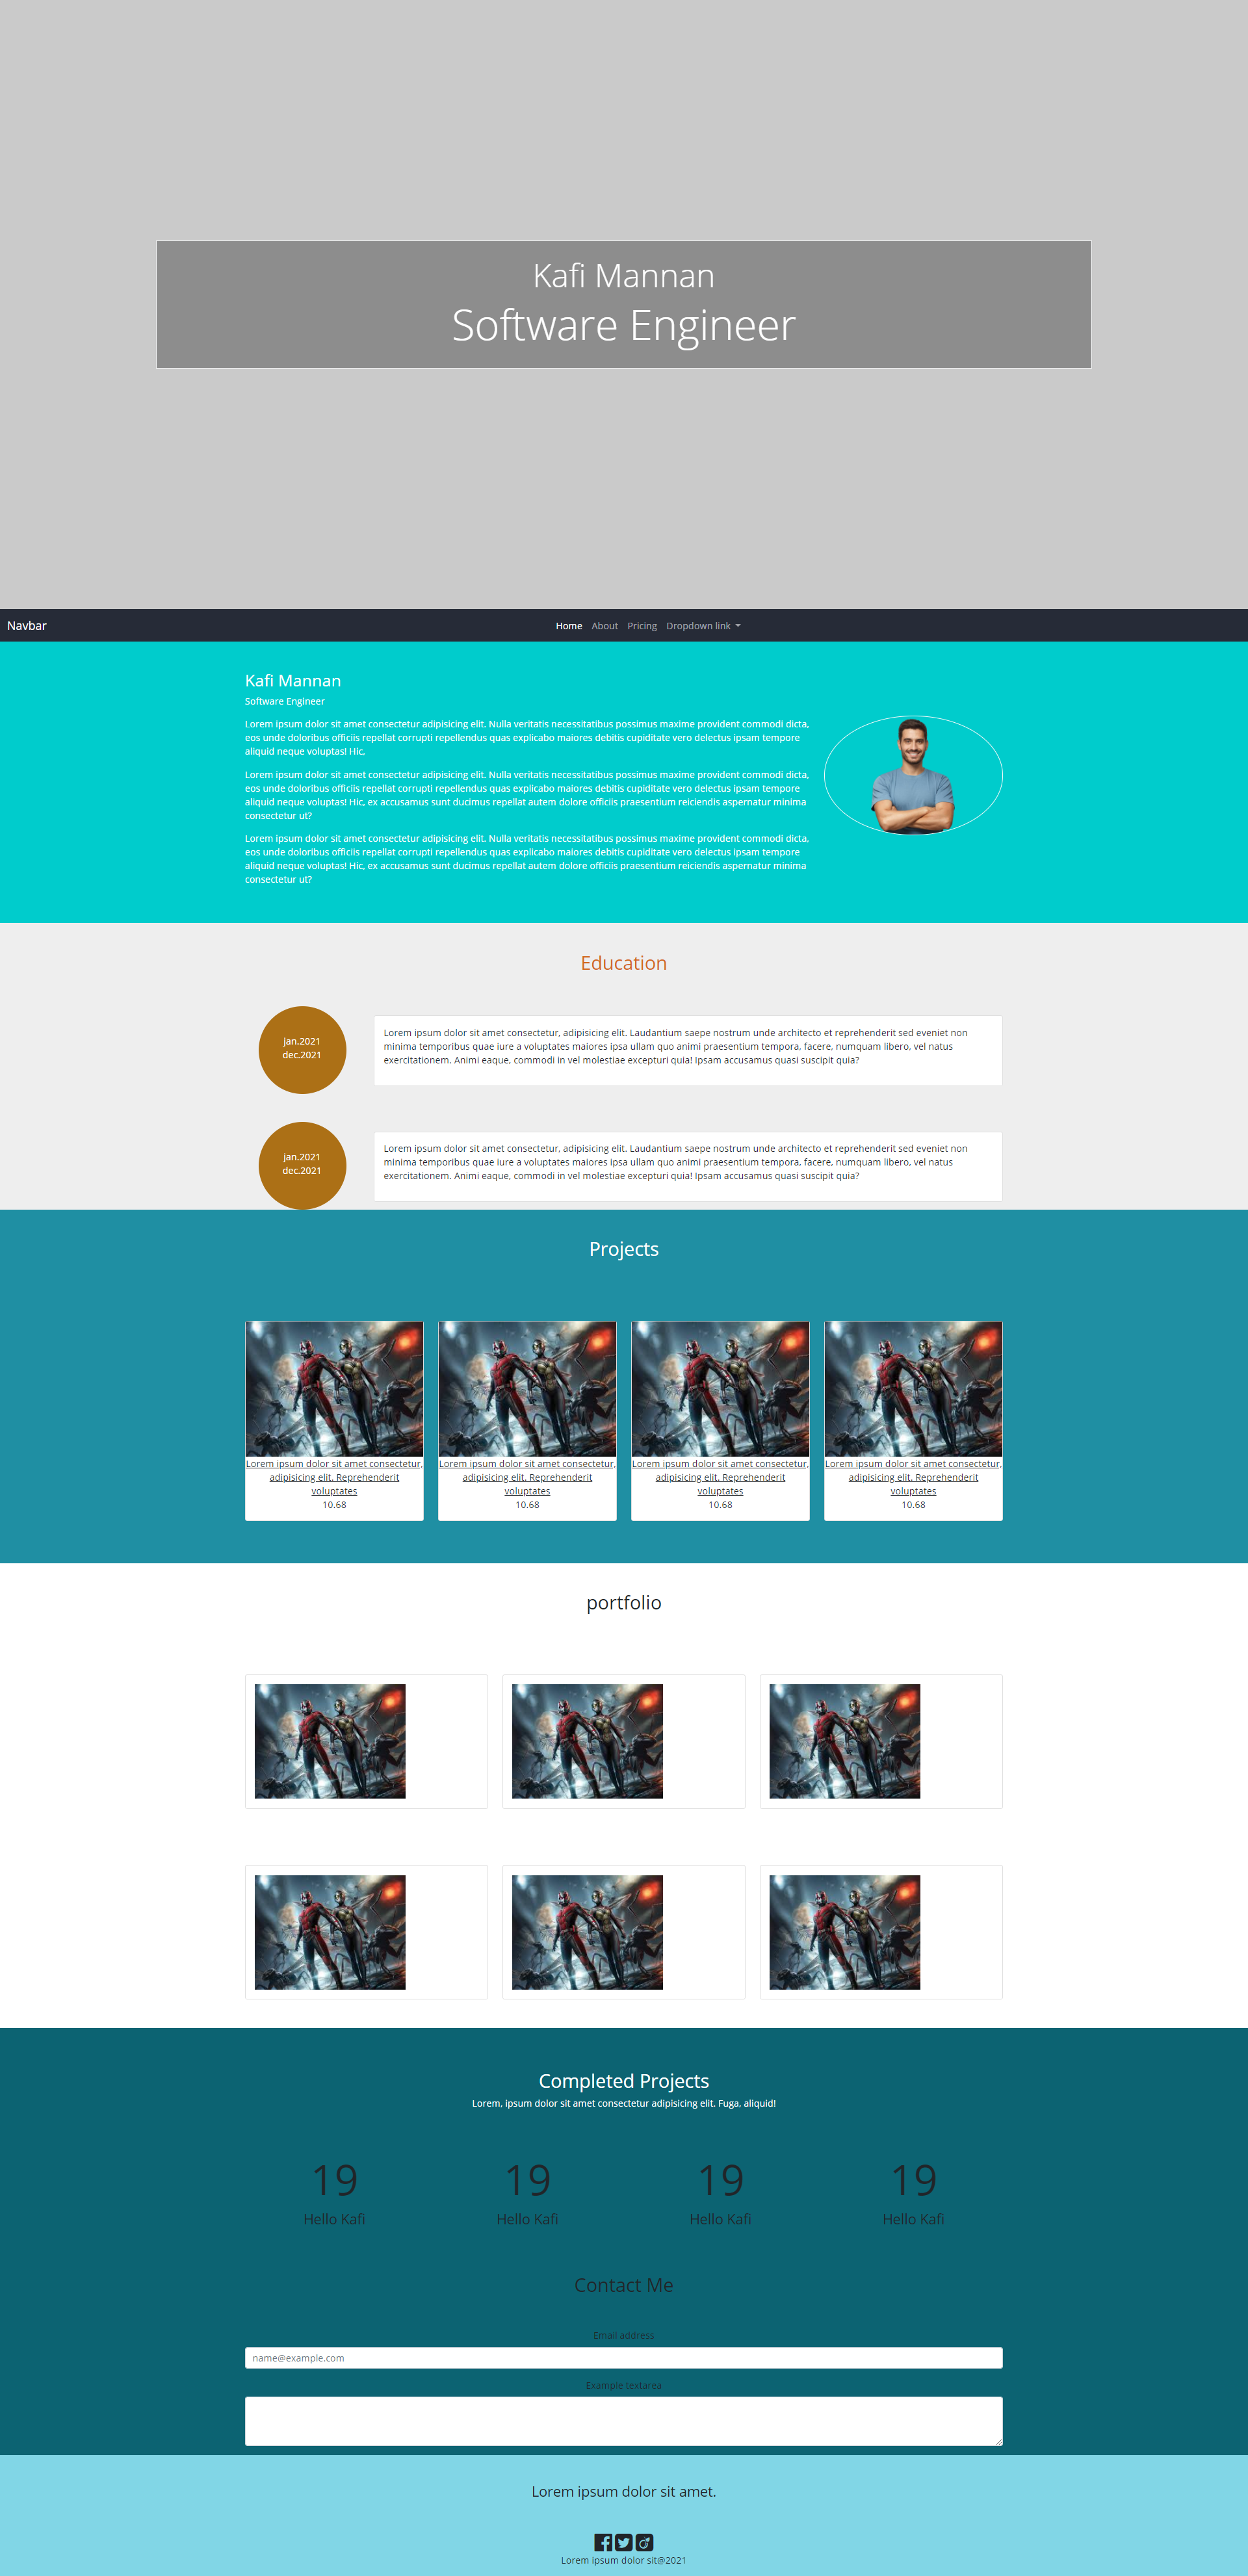 Kafi Mannan
Software Engineer
Navbar
Home About Pricing Dropdown link
Kafi Mannan
Software Engineer
Lorem ipsum dolor sit amet consectetur adipisicing elit. Nulla veritatis necessitatibus possimus maxime provident commodi dicta,
eos unde doloribus officiis repellat corrupti repellendus quas explicabo maiores debitis cupiditate vero delectus ipsam tempore
aliquid neque voluptas! Hic,
Lorem ipsum dolor sit amet consectetur adipisicing elit. Nulla veritatis necessitatibus possimus maxime provident commodi dicta,
eos unde doloribus officiis repellat corrupti repellendus quas explicabo maiores debitis cupiditate vero delectus ipsam tempore
aliquid neque voluptas! Hic, ex accusamus sunt ducimus repellat autem dolore officiis praesentium reiciendis aspernatur minima
consectetur ut?
Lorem ipsum dolor sit amet consectetur adipisicing elit. Nulla veritatis necessitatibus possimus maxime provident commodi dicta,
eos unde doloribus officiis repellat corrupti repellendus quas explicabo maiores debitis cupiditate vero delectus ipsam tempore
aliquid neque voluptas! Hic, ex accusamus sunt ducimus repellat autem dolore officiis praesentium reiciendis aspernatur minima
consectetur ut?
Education
jan.2021
dec.2021
Lorem ipsum dolor sit amet consectetur, adipisicing elit. Laudantium saepe nostrum unde architecto et reprehenderit sed eveniet non
minima temporibus quae iure a voluptates maiores ipsa ullam quo animi praesentium tempora, facere, numquam libero, vel natus
exercitationem. Animi eaque, commodi in vel molestiae excepturi quia! Ipsam accusamus quasi suscipit quia?
jan.2021
dec.2021
Lorem ipsum dolor sit amet consectetur, adipisicing elit. Laudantium saepe nostrum unde architecto et reprehenderit sed eveniet non
minima temporibus quae iure a voluptates maiores ipsa ullam quo animi praesentium tempora, facere, numquam libero, vel natus
exercitationem. Animi eaque, commodi in vel molestiae excepturi quia! Ipsam accusamus quasi suscipit quia?
Projects
Lorem ipsum dolor sit amet consectetur,
adipisicing elit. Reprehenderit
voluptates
10.68
Lorem ipsum dolor sit amet consectetur,
adipisicing elit. Reprehenderit
voluptates
10.68
Lorem ipsum dolor sit amet consectetur,
adipisicing elit. Reprehenderit
voluptates
10.68
Lorem ipsum dolor sit amet consectetur,
adipisicing elit. Reprehenderit
voluptates
10.68
portfolio
Completed Projects
Lorem, ipsum dolor sit amet consectetur adipisicing elit. Fuga, aliquid!
19 19 19 19
Hello Kafi Hello Kafi Hello Kafi Hello Kafi
Contact Me
Email address
name@example.com
Example textarea
Lorem ipsum dolor sit amet.
Lorem ipsum dolor sit@2021